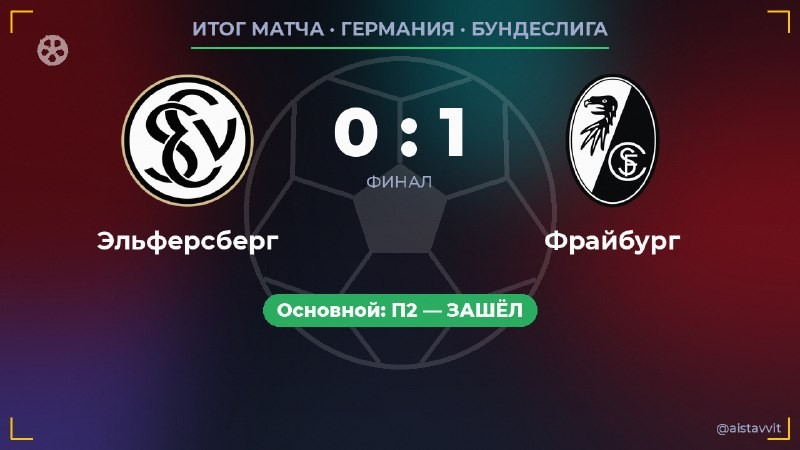 ИТОГ МАТЧА · ГЕРМАНИЯ · БУНДЕСЛИГА
0 : 1
ФИНАЛ
Эльферсберг
Фрайбург
Основной: П2 — ЗАШЁЛ
@aistavvit